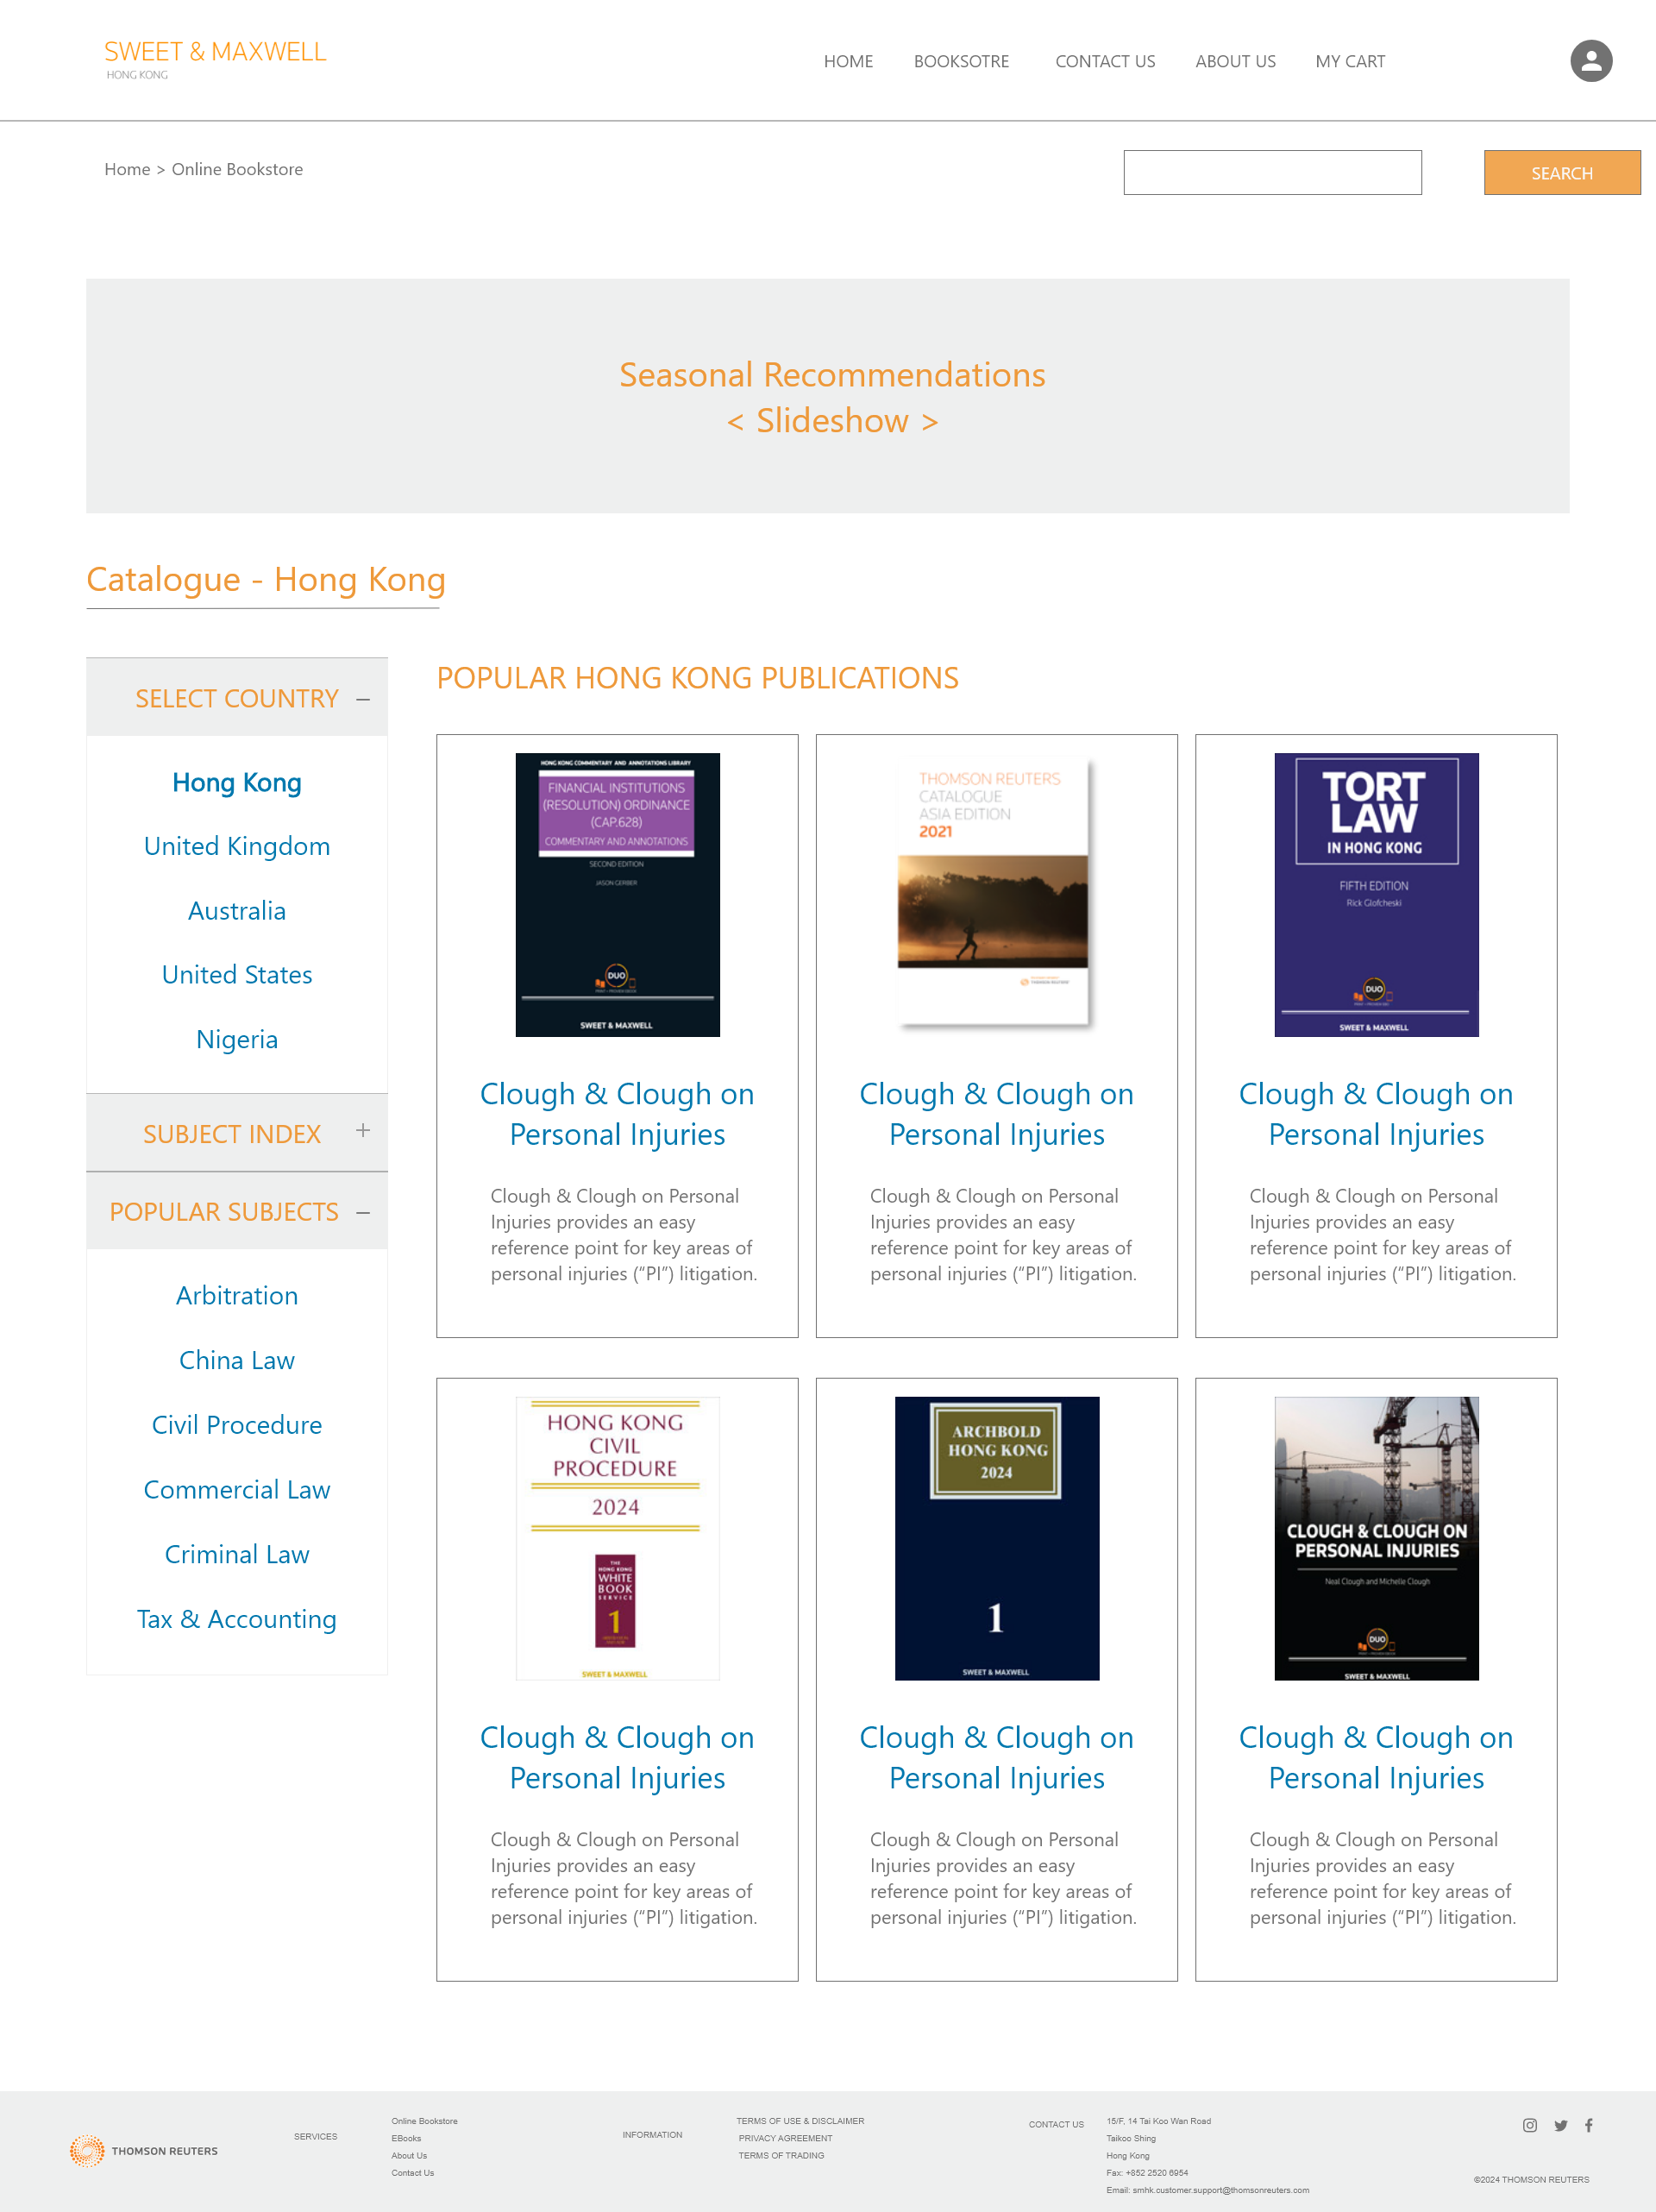 SWEET & MAXWELL
HONG KONG
HOME
BOOKSOTRE
CONTACT US
ABOUT US
MY CART
Home > Online Bookstore
SEARCH
Seasonal Recommendations
< Slideshow >
Catalogue - Hong Kong
SELECT COUNTRY
Hong Kong
United Kingdom
Australia
United States
Nigeria
SUBJECT INDEX
POPULAR SUBJECTS
Arbitration
China Law
Civil Procedure
Commercial Law
Criminal Law
Tax & Accounting
POPULAR HONG KONG PUBLICATIONS
HONG KONG COMMENTARY AND ANNOTATIONS LIBRARY
FINANCIAL INSTITUTIONS
(RESOLUTION) ORDINANCE
(CAP.628)
COMMENTARY AND ANNOTATIONS
SECOND EDITION
JASON GERBER
DUO
SWEET & MAXWELL
Clough & Clough on
Personal Injuries
Clough & Clough on Personal
Injuries provides an easy
reference point for key areas of
personal injuries (“PI”) litigation.
THOMSON REUTERS
CATALOGUE
ASIA EDITION
2021
THOMSON REUTERS
Clough & Clough on
Personal Injuries
Clough & Clough on Personal
Injuries provides an easy
reference point for key areas of
personal injuries (“PI”) litigation.
TORT
LAW
IN HONG KONG
FIFTH EDITION
Rick Glofcheski
DUO
SWEET & MAXWELL
Clough & Clough on
Personal Injuries
Clough & Clough on Personal
Injuries provides an easy
reference point for key areas of
personal injuries (“PI”) litigation.
HONG KONG
CIVIL
PROCEDURE
2024
THE
HONG KONG
WHITE
BOOK
SERVICE
1
SWEET & MAXWELL
Clough & Clough on
Personal Injuries
Clough & Clough on Personal
Injuries provides an easy
reference point for key areas of
personal injuries (“PI”) litigation.
ARCHBOLD
HONG KONG
2024
1
SWEET & MAXWELL
Clough & Clough on
Personal Injuries
Clough & Clough on Personal
Injuries provides an easy
reference point for key areas of
personal injuries (“PI”) litigation.
CLOUGH & CLOUGH ON
PERSONAL INJURIES
Neal Clough and Michelle Clough
DUO
SWEET & MAXWELL
Clough & Clough on
Personal Injuries
Clough & Clough on Personal
Injuries provides an easy
reference point for key areas of
personal injuries (“PI”) litigation.
THOMSON REUTERS
SERVICES
Online Bookstore
EBooks
About Us
Contact Us
INFORMATION
TERMS OF USE & DISCLAIMER
PRIVACY AGREEMENT
TERMS OF TRADING
CONTACT US
15/F, 14 Tai Koo Wan Road
Taikoo Shing
Hong Kong
Fax: +852 2520 6954
Email: smhk.customer.support@thomsonreuters.com
©2024 THOMSON REUTERS